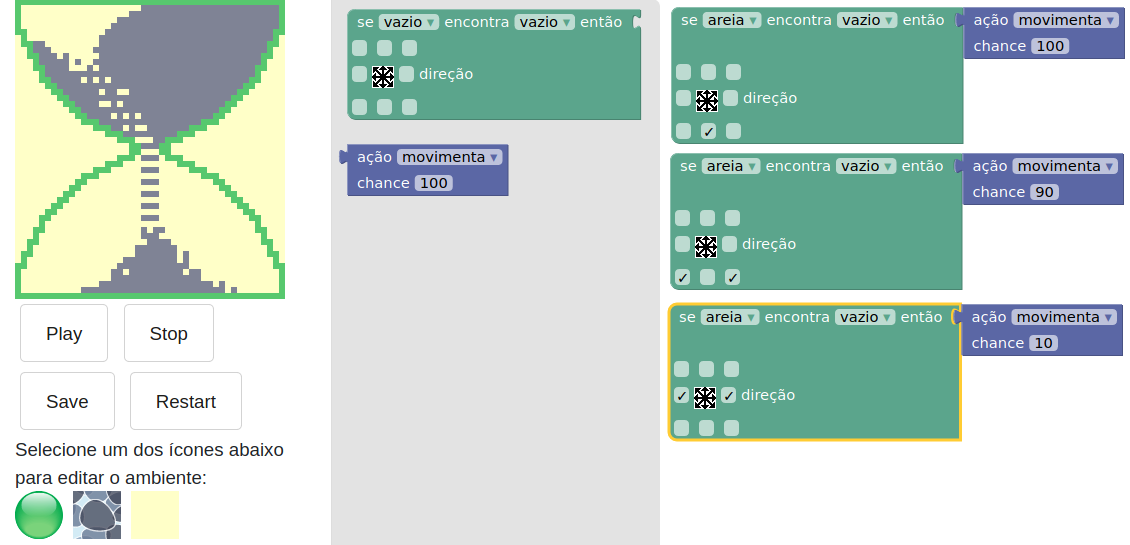 Play
Stop
Save
Restart
Selecione um dos ícones abaixo
para editar o ambiente:
se vazio ▾ encontra vazio ▾ então
direção
ação movimenta ▾
chance 100
se areia ▾ encontra vazio ▾ então
ação movimenta ▾
chance 100
direção
se areia ▾ encontra vazio ▾ então
ação movimenta ▾
chance 90
direção
se areia ▾ encontra vazio ▾ então
ação movimenta ▾
chance 10
direção